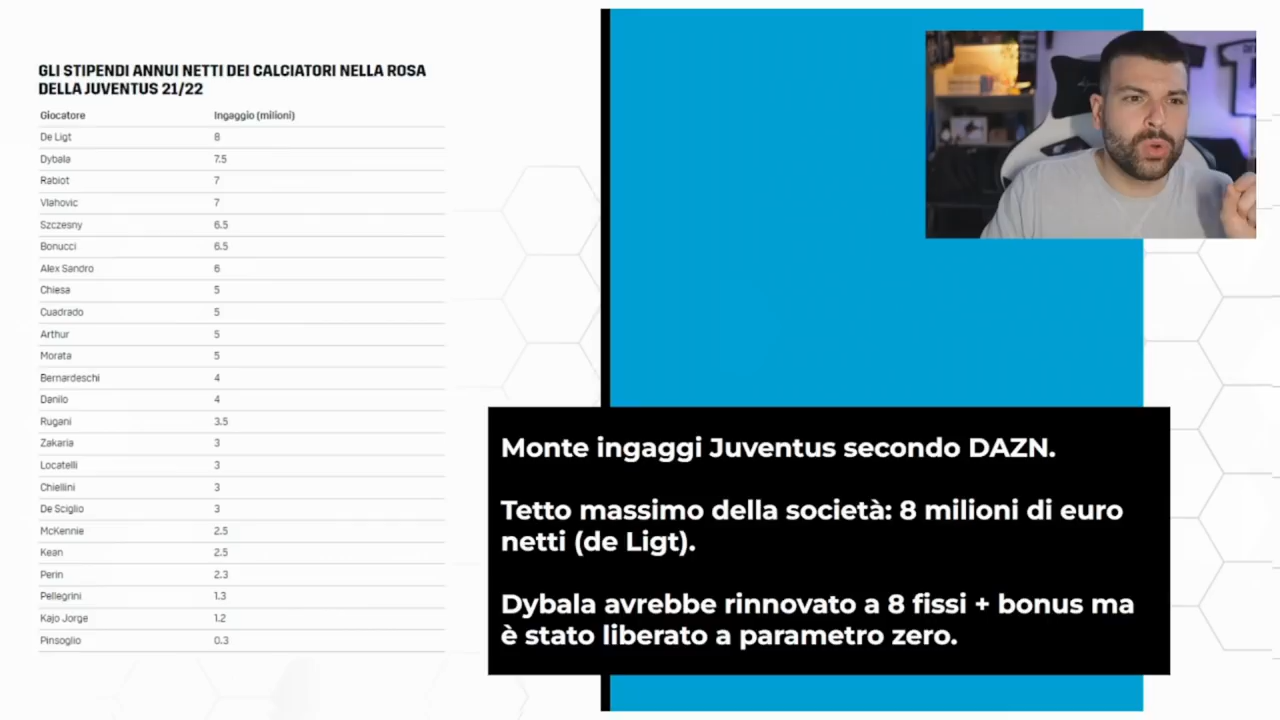 GLI STIPENDI ANNUI NETTI DEI CALCIATORI NELLA ROSA
DELLA JUVENTUS 21/22
Giocatore Ingaggio (milioni)
De Ligt 8
Dybala 7.5
Rabiot 7
Vlahovic 7
Szczesny 6.5
Bonucci 6.5
Alex Sandro 6
Chiesa 5
Cuadrado 5
Arthur 5
Morata 5
Bernardeschi 4
Danilo 4
Rugani 3.5
Zakaria 3
Locatelli 3
Chiellini 3
De Sciglio 3
McKennie 2.5
Kean 2.5
Perin 2.3
Pellegrini 1.3
Kajo Jorge 1.2
Pinsoglio 0.3
Monte ingaggi Juventus secondo DAZN.
Tetto massimo della società: 8 milioni di euro
netti (de Ligt).
Dybala avrebbe rinnovato a 8 fissi + bonus ma
è stato liberato a parametro zero.